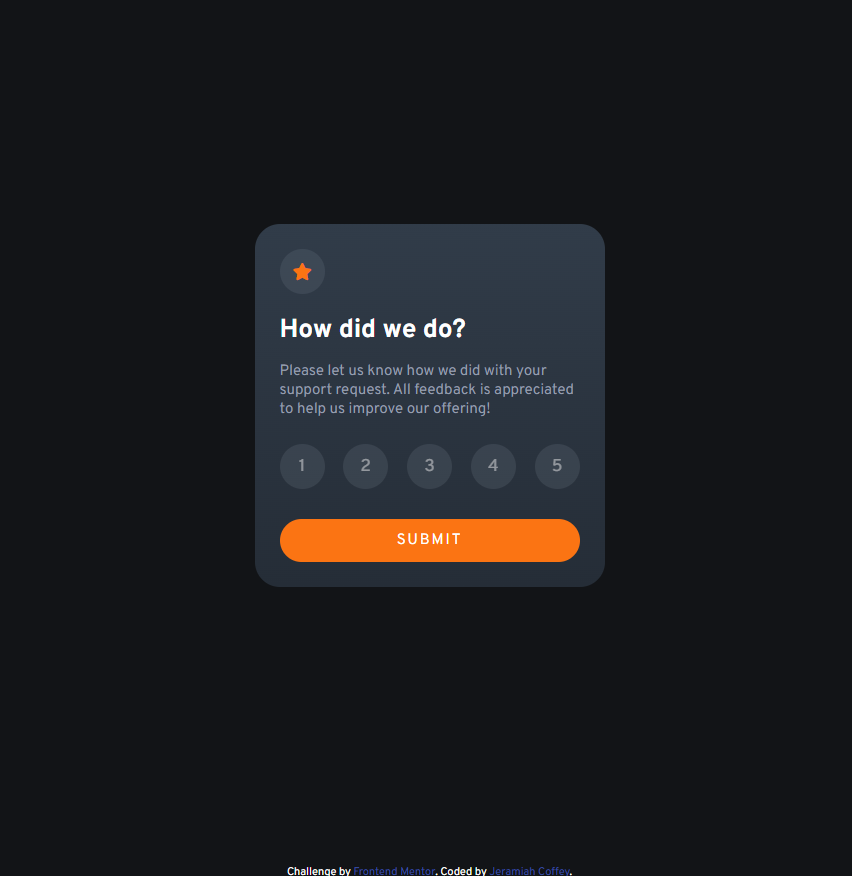 How did we do?
Please let us know how we did with your
support request. All feedback is appreciated
to help us improve our offering!
1 2 3 4 5
SUBMIT
Challenge by Frontend Mentor. Coded by Jeramiah Coffey.